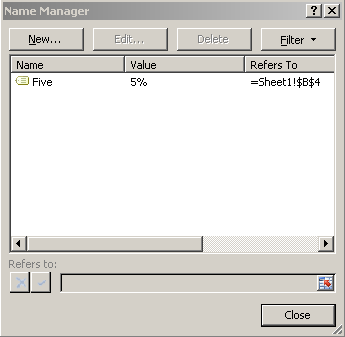 Name Manager
New... Edit... Delete Filter
Name Value Refers To
Five 5% =Sheet1!$B$4
Refers to:
Close